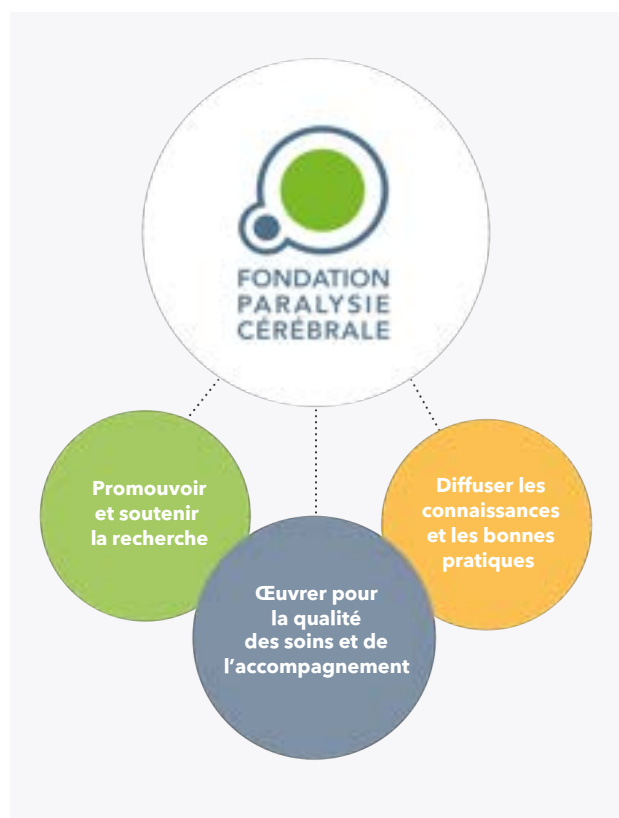 FONDATION
PARALYSIE
CÉRÉBRALE
Promouvoir
et soutenir
la recherche
Œuvrer pour
la qualité
des soins et de
l’accompagnement
Diffuser les
connaissances
et les bonnes
pratiques